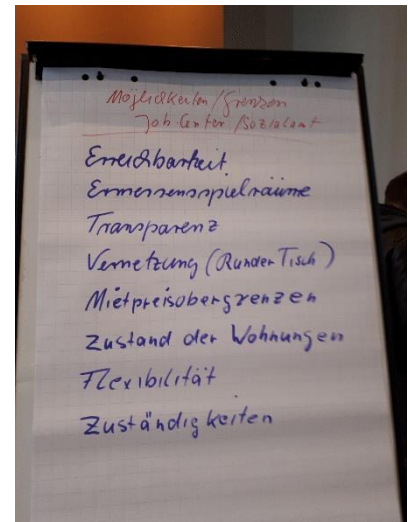 Möglichkeiten/Grenzen
Job-Center/Sozialamt
Erreichbarkeit
Ermessensspielräume
Transparenz
Vernetzung (Runder Tisch)
Mietpreisobergrenzen
Zustand der Wohnungen
Flexibilität
Zuständigkeiten